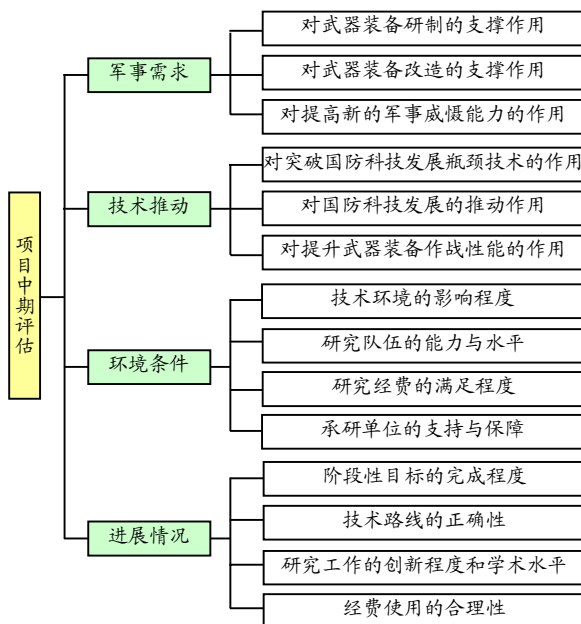 项目中期评估
军事需求
对武器装备研制的支撑作用
对武器装备改造的支撑作用
对提高新的军事威慑能力的作用
技术推动
对突破国防科技发展瓶颈技术的作用
对国防科技发展的推动作用
对提升武器装备作战性能的作用
环境条件
技术环境的影响程度
研究队伍的能力与水平
研究经费的满足程度
承研单位的支持与保障
进展情况
阶段性目标的完成程度
技术路线的正确性
研究工作的创新程度和学术水平
经费使用的合理性